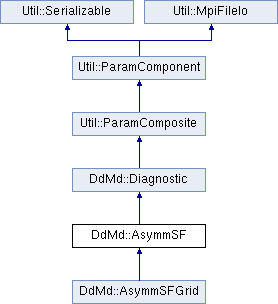 Util::Serializable Util::MpiFileIo
Util::ParamComponent
Util::ParamComposite
DdMd::Diagnostic
DdMd::AsymmSF
DdMd::AsymmSFGrid